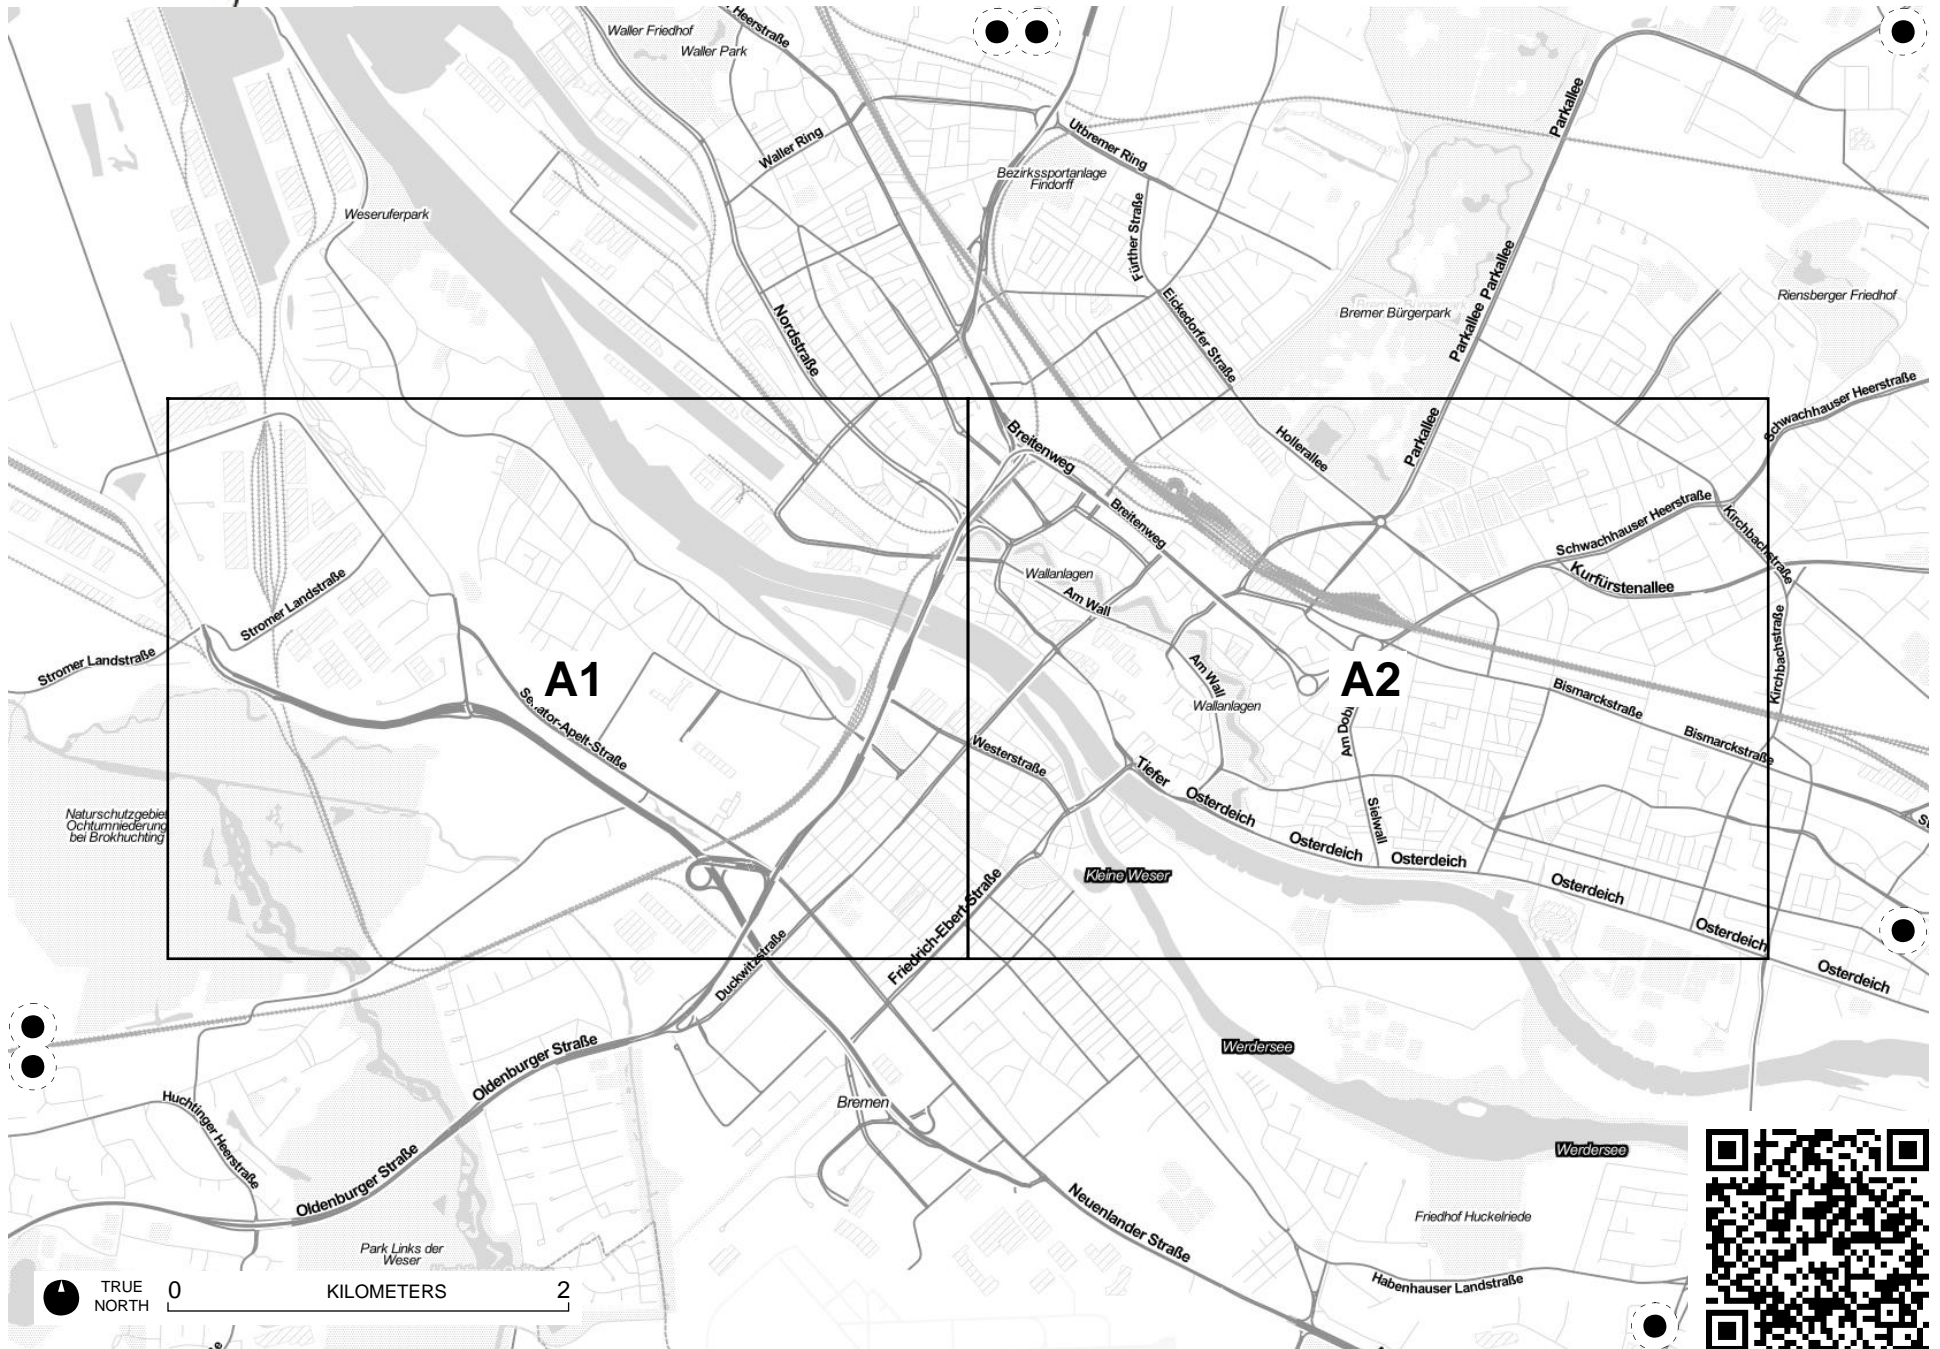 Heerstraße
Waller Friedhof
Waller Park
Waller Ring
Utbremer Ring
Parkallee
Bezirkssportanlage
Findorff
Weseruferpark
Fürther Straße
Parkallee
Parkallee
Riensberger Friedhof
Bremer Bürgerpark
Eickedorfer Straße
Nordstraße
Schwachhauser Heerstraße
Parkallee
Breitenweg
Hollerallee
Breitenweg
Schwachhauser Heerstraße
Kirchbachstraße
Kurfürstenallee
Wallanlagen
Am Wall
Stromer Landstraße
Stromer Landstraße
Kirchbachstraße
A1
A2
Am Wall
Wallanlagen
Bismarckstraße
Bismarckstraße
Senator-Apelt-Straße
Am Dob
Westerstraße
Tiefer
Osterdeich
Sielwall
Osterdeich
Osterdeich
Naturschutzgebiet
Ochtumniederung
bei Brokhuchting
Kleine Weser
Osterdeich
Osterdeich
Osterdeich
Friedrich-Ebert-Straße
Duckwitzstraße
Werdersee
Oldenburger Straße
Huchtinger Heerstraße
Bremen
Werdersee
Oldenburger Straße
Neuenlander Straße
Friedhof Huckelriede
Park Links der
Weser
Habenhauser Landstraße
TRUE
NORTH
0 KILOMETERS 2